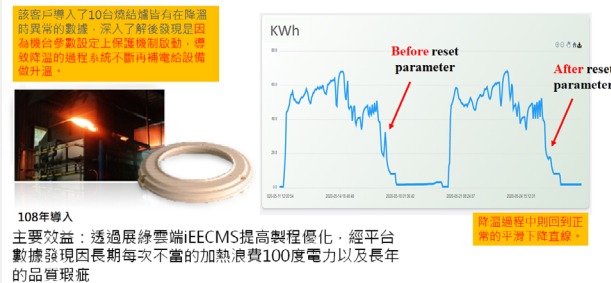 該客戶導入了10台燒結爐皆有在降溫
時異常的數據，深入了解後發現是因
為機台參數設定上保護機制啟動，導
致降溫的過程系統不斷再補電給設備
做升溫。
KWh
Before reset
parameter
After reset
parameter
108年導入
降溫過程中則回到正
常的平滑下降直線。
主要效益：透過展綠雲端iEECMS提高製程優化，經平台
數據發現因長期每次不當的加熱浪費100度電力以及長年
的品質瑕疵